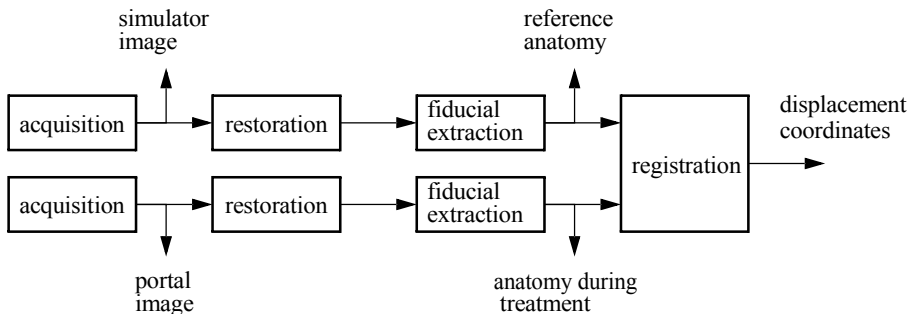 simulator
image
reference
anatomy
acquisition
restoration
fiducial
extraction
registration
displacement
coordinates
acquisition
restoration
fiducial
extraction
portal
image
anatomy during
treatment